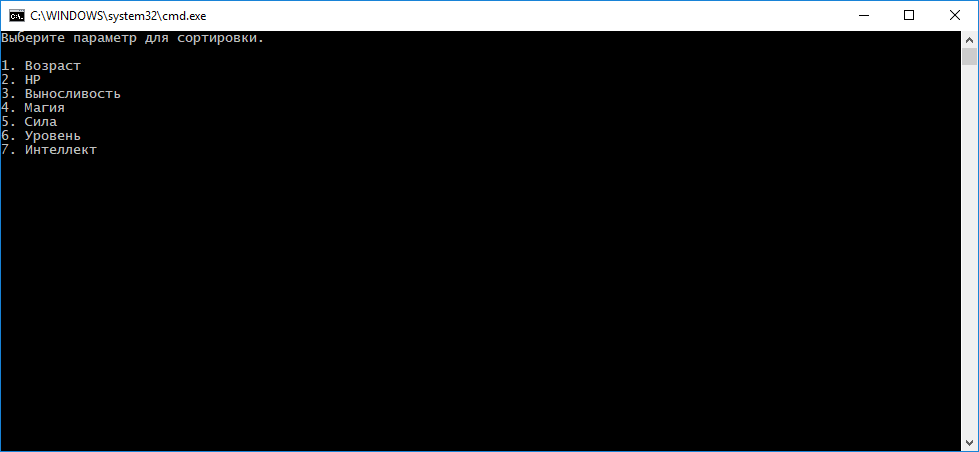 C:\WINDOWS\system32\cmd.exe
Выберите параметр для сортировки.
1. Возраст
2. HP
3. Выносливость
4. Магия
5. Сила
6. Уровень
7. Интеллект